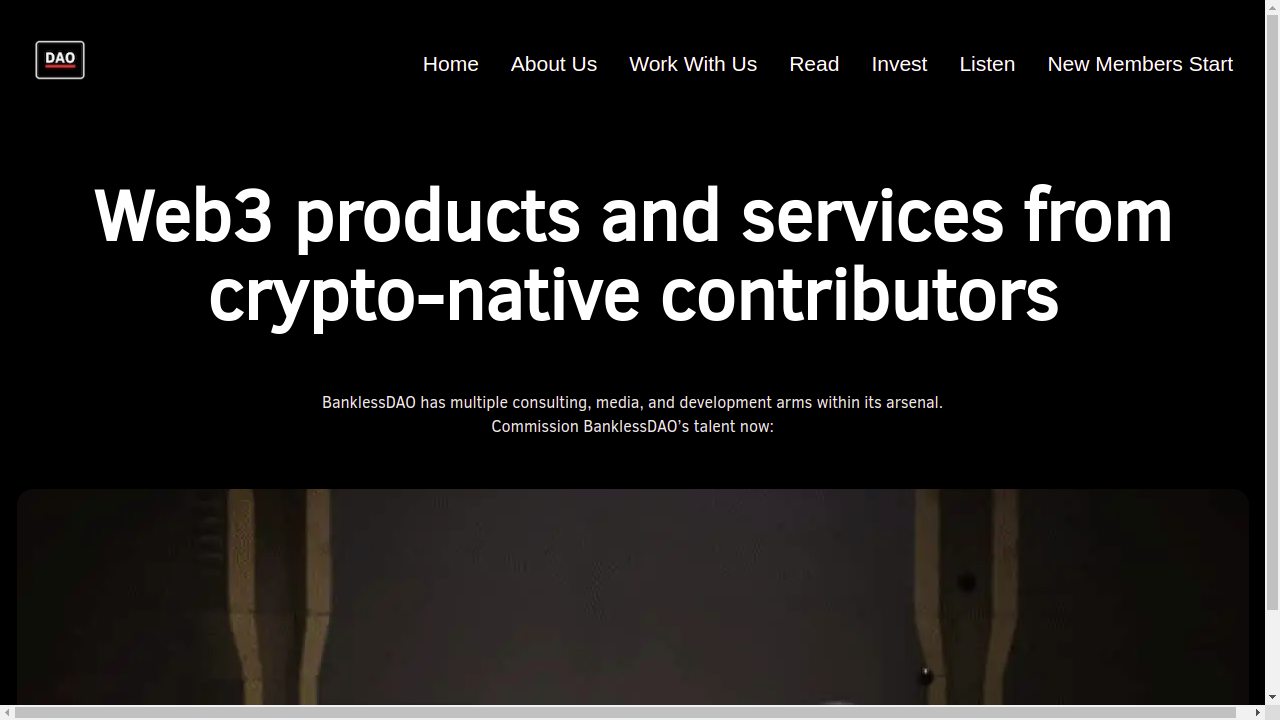 DAO
Home About Us Work With Us Read Invest Listen New Members Start
Web3 products and services from
crypto-native contributors
BanklessDAO has multiple consulting, media, and development arms within its arsenal.
Commission BanklessDAO's talent now: